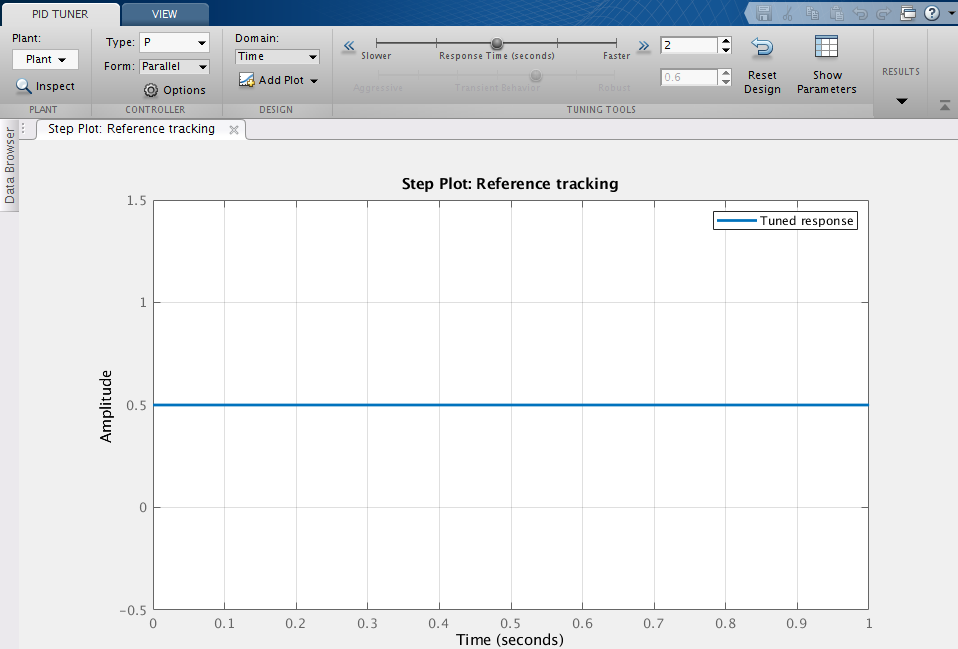 PID TUNER VIEW
Plant:
Plant
Inspect
PLANT
Type: P
Form: Parallel
Options
CONTROLLER
Domain:
Time
Add Plot
DESIGN
Slower Response Time (seconds) Faster
2
Aggressive Transient Behavior Robust
0.6
Reset
Design
Show
Parameters
TUNING TOOLS
RESULTS
Data Browser
Step Plot: Reference tracking
Step Plot: Reference tracking
Tuned response
Amplitude
1.5
1
0.5
0
-0.5
0 0.1 0.2 0.3 0.4 0.5 0.6 0.7 0.8 0.9 1
Time (seconds)